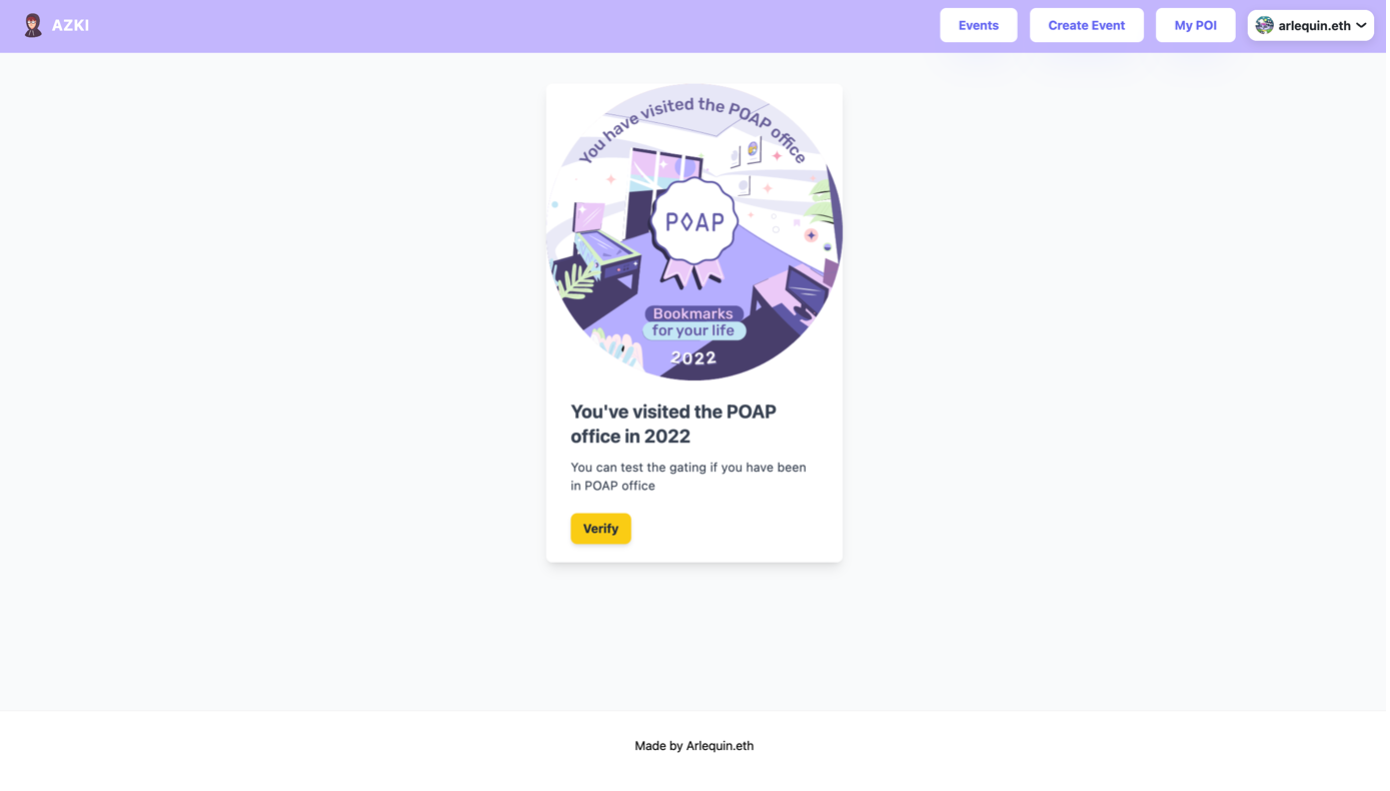 AZKI
Events
Create Event
My POI
arlequin.eth
You have visited the POAP office
POAP
Bookmarks
for your life
2022
You've visited the POAP
office in 2022
You can test the gating if you have been
in POAP office
Verify
Made by Arlequin.eth